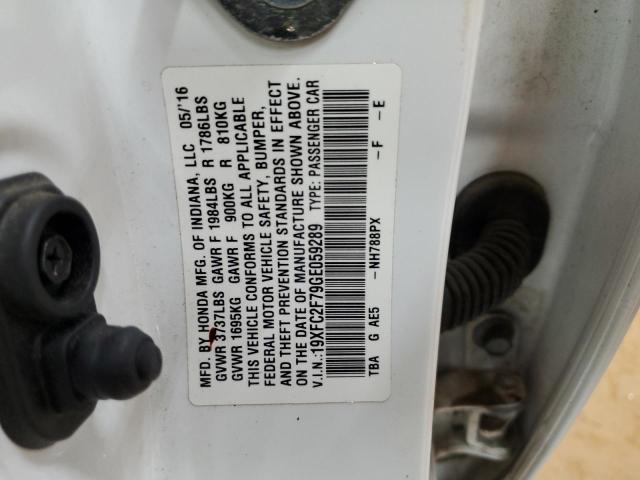 MFD. BY HONDA MFG. OF INDIANA, LLC 05/'16
GVWR 3737LBS GAWR F 1984LBS R 1786LBS
GVWR 1695KG GAWR F 900KG R 810KG
THIS VEHICLE CONFORMS TO ALL APPLICABLE
FEDERAL MOTOR VEHICLE SAFETY, BUMPER,
AND THEFT PREVENTION STANDARDS IN EFFECT
ON THE DATE OF MANUFACTURE SHOWN ABOVE.
V.I.N.:19XFC2F79GE059289 TYPE: PASSENGER CAR
TBA G AE5 -NH788PX -F -E